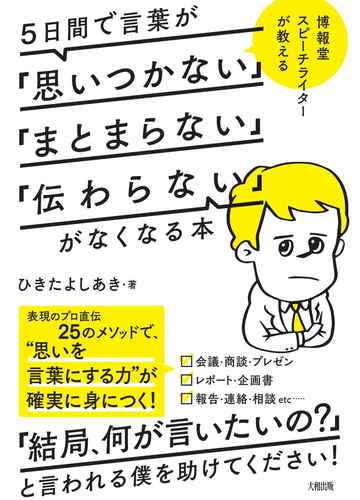 博報堂
スピーチライター
が教える
5日間で言葉が
「思いつかない」
「まとまらない」
「伝わらない」
がなくなる本
ひきたよしあき・著
表現のプロ直伝
25のメソッドで、
“思いを
言葉にする力”が
確実に身につく!
会議・商談・プレゼン
レポート・企画書
報告・連絡・相談 etc‥‥‥
「結局、何が言いたいの?」
と言われる僕を助けてください!
大和出版